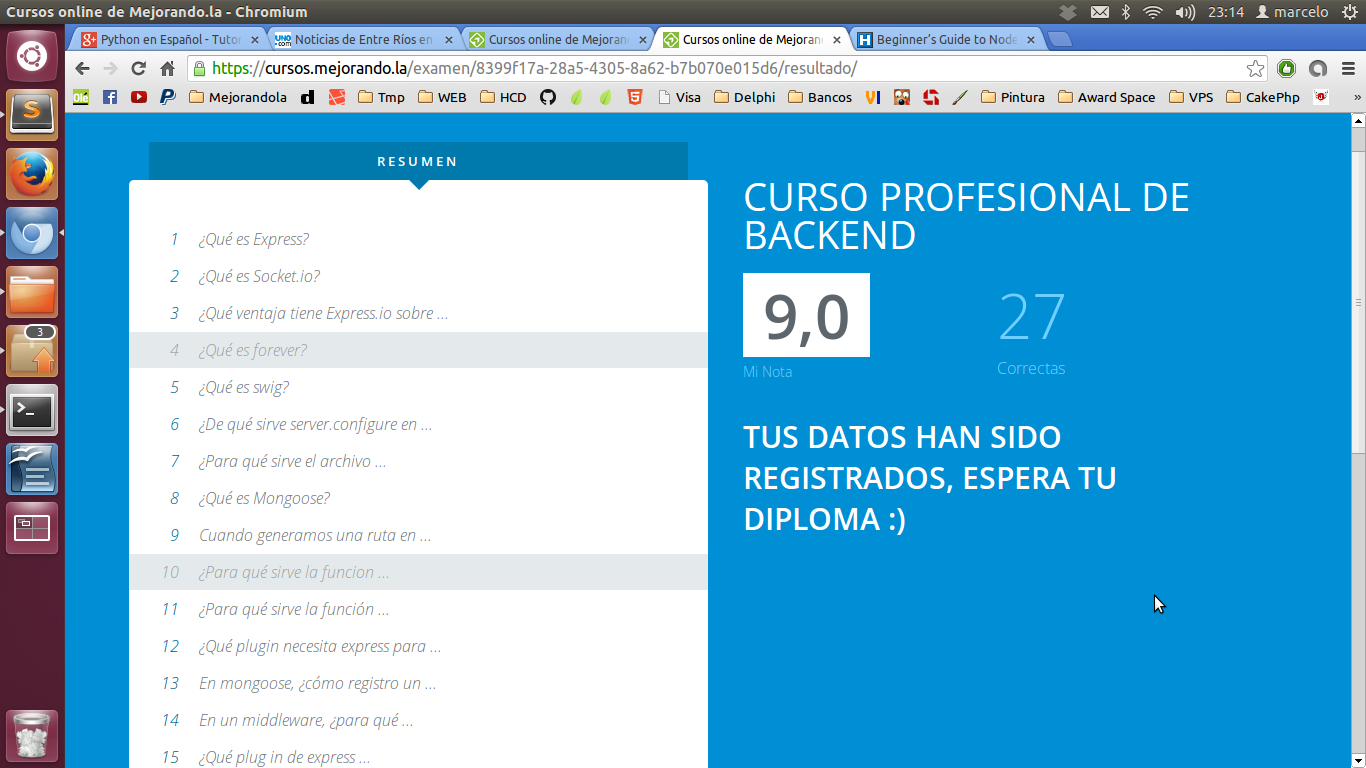 Cursos online de Mejorando.la - Chromium
23:14 marcelo
Python en Español - Tutor
Noticias de Entre Ríos en
Cursos online de Mejoran
Cursos online de Mejoran
Beginner's Guide to Node
https://cursos.mejorando.la/examen/8399f17a-28a5-4305-8a62-b7b070e015d6/resultado/
Olé Mejorandola d Tmp WEB HCD Visa Delphi Bancos VI Pintura Award Space VPS CakePhp »
3
RESUMEN
1 ¿Qué es Express?
2 ¿Qué es Socket.io?
3 ¿Qué ventaja tiene Express.io sobre ...
4 ¿Qué es forever?
5 ¿Qué es swig?
6 ¿De qué sirve server.configure en ...
7 ¿Para qué sirve el archivo ...
8 ¿Qué es Mongoose?
9 Cuando generamos una ruta en ...
10 ¿Para qué sirve la funcion ...
11 ¿Para qué sirve la función ...
12 ¿Qué plugin necesita express para ...
13 En mongoose, ¿cómo registro un ...
14 En un middleware, ¿para qué ...
15 ¿Qué plug in de express ...
CURSO PROFESIONAL DE
BACKEND
9,0
Mi Nota
27
Correctas
TUS DATOS HAN SIDO
REGISTRADOS, ESPERA TU
DIPLOMA :)